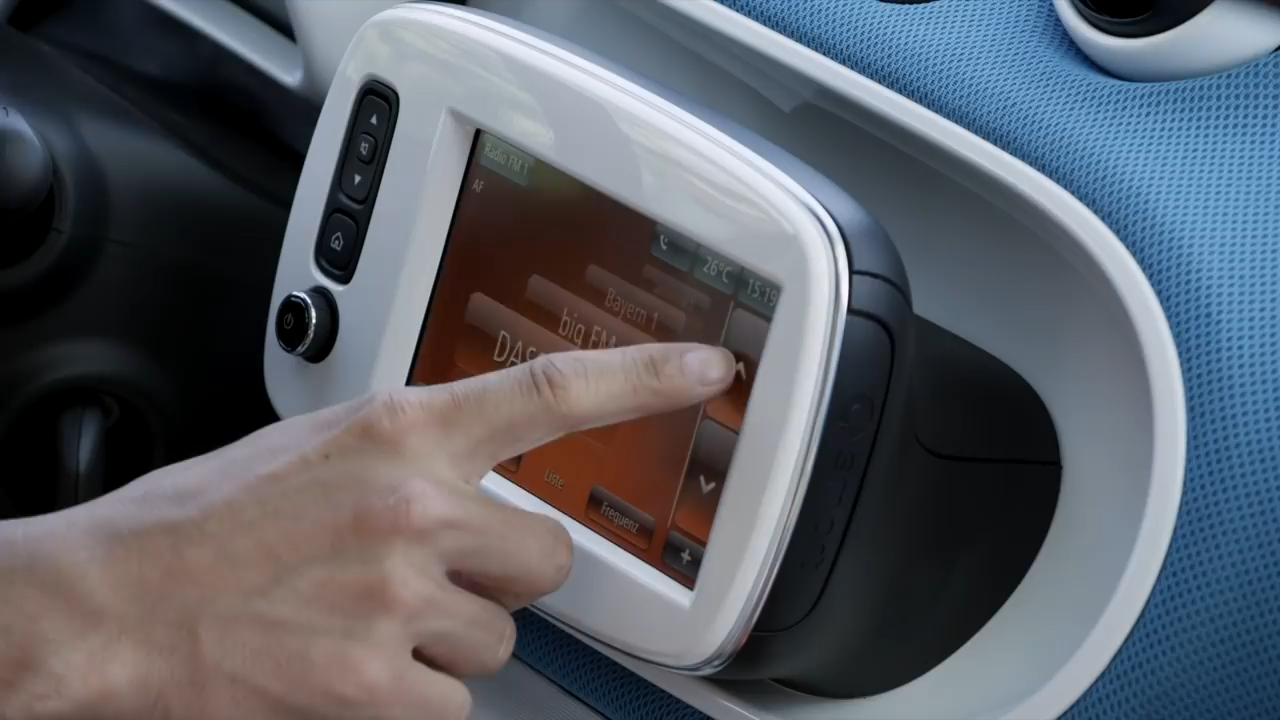 Radio FM 1
AF
26°C
15:19
Bayern 1
big FM
DAS
Liste
Frequenz